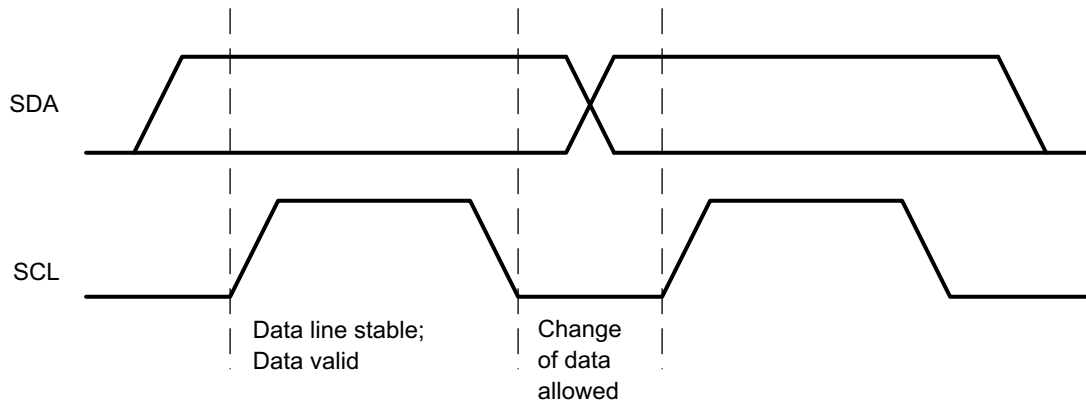 SDA
SCL
Data line stable;
Data valid
Change
of data
allowed